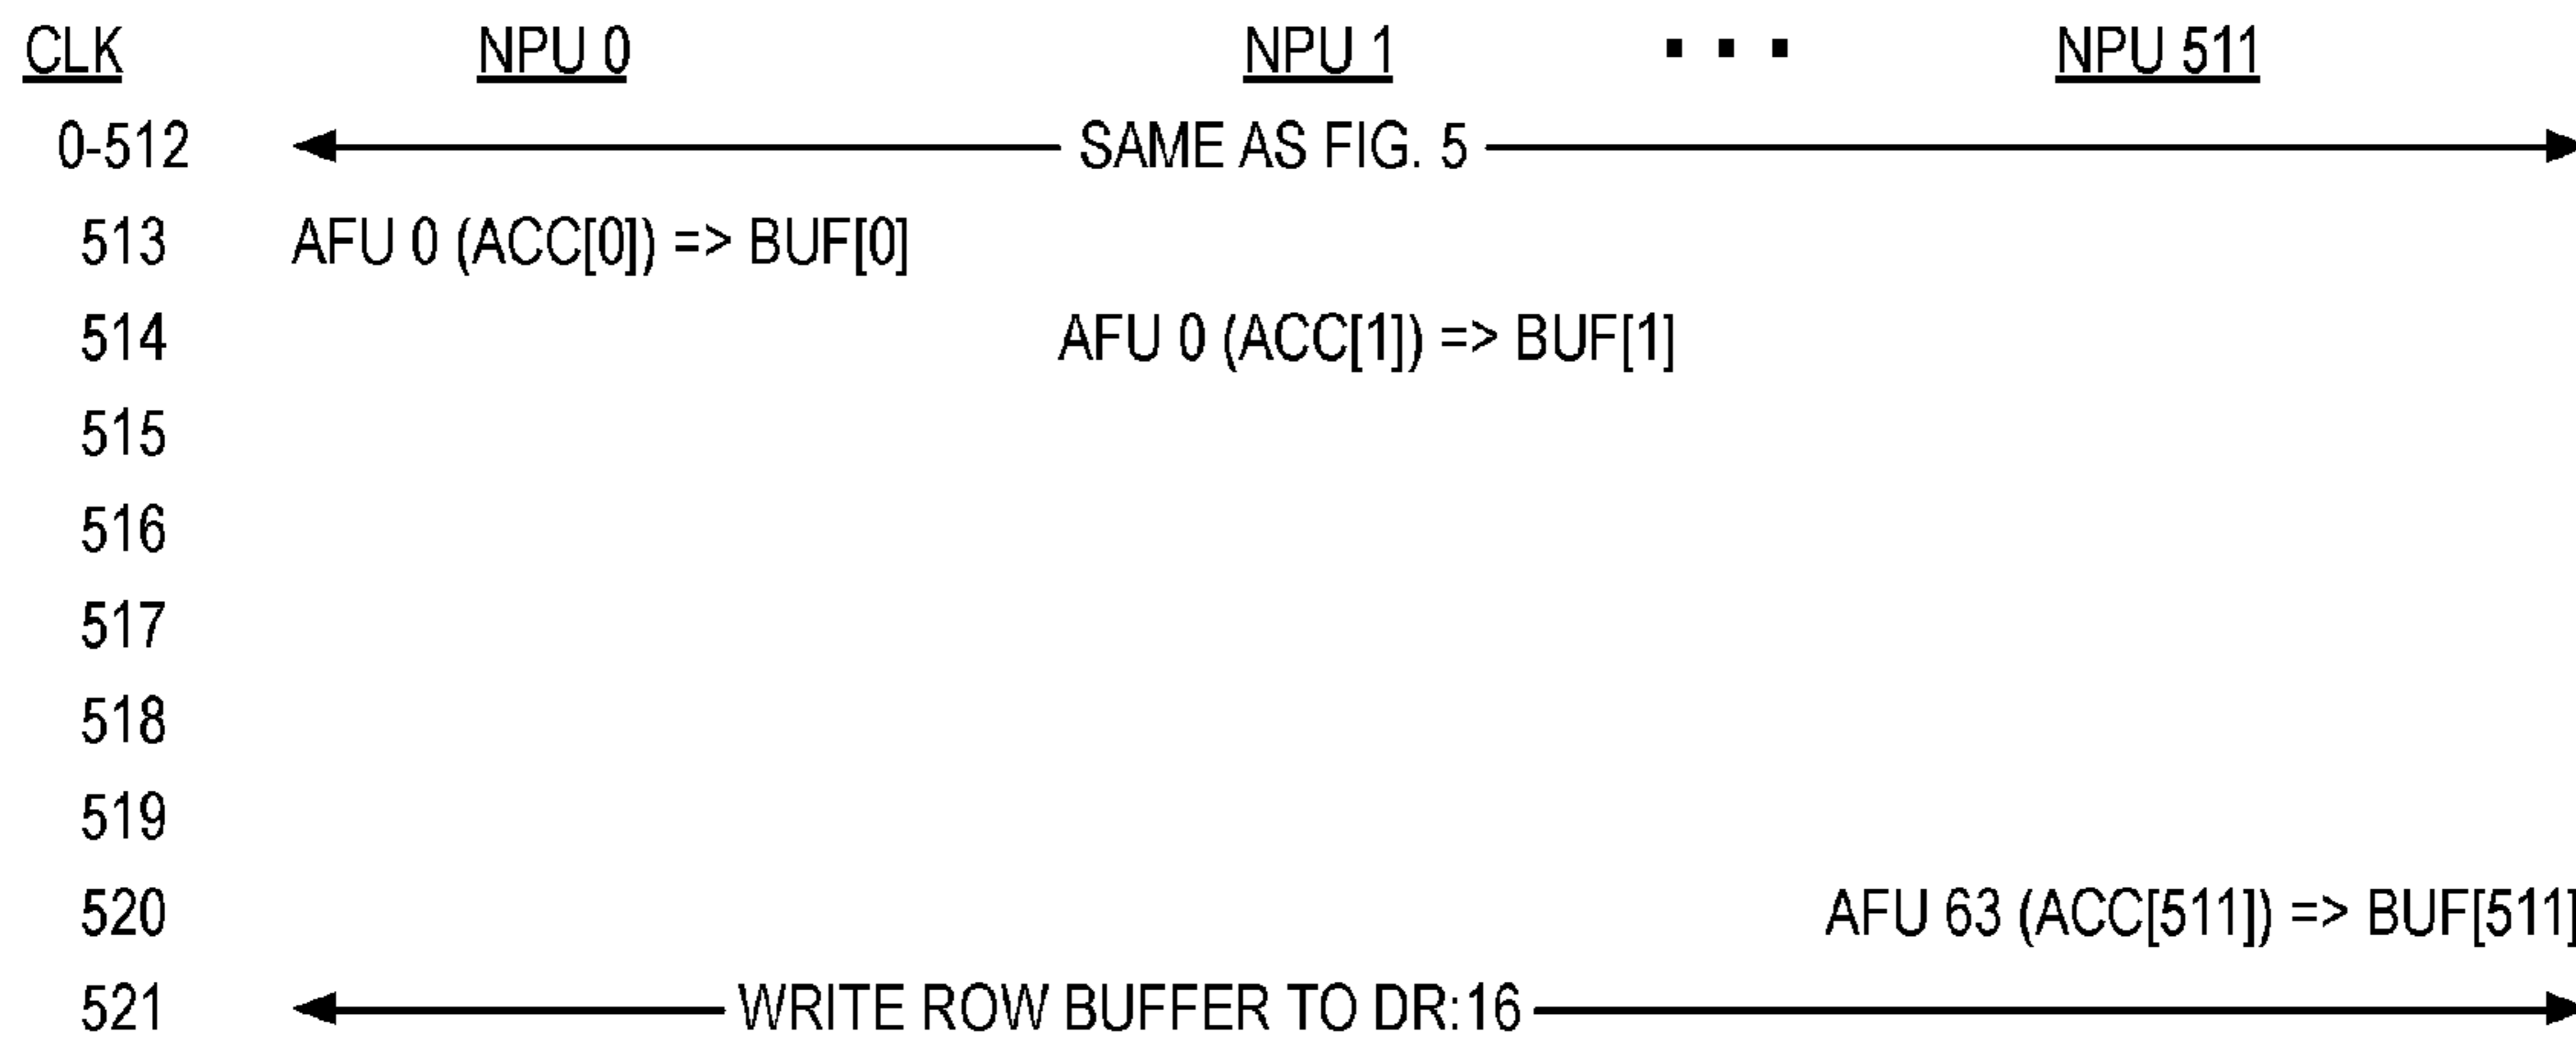 CLK NPU 0 NPU 1 ... NPU 511
0-512 SAME AS FIG. 5
513 AFU 0 (ACC[0]) => BUF[0]
514 AFU 0 (ACC[1]) => BUF[1]
515
516
517
518
519
520 AFU 63 (ACC[511]) => BUF[511]
521 WRITE ROW BUFFER TO DR:16